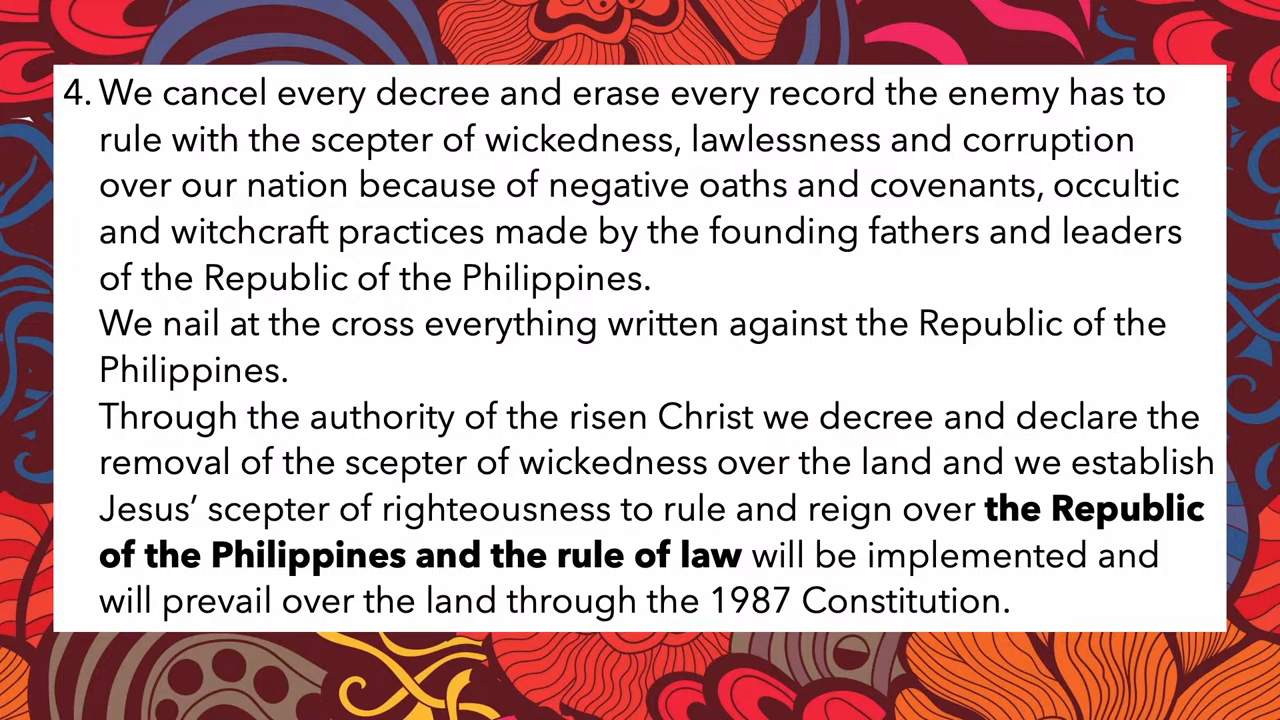 4. We cancel every decree and erase every record the enemy has to
rule with the scepter of wickedness, lawlessness and corruption
over our nation because of negative oaths and covenants, occultic
and witchcraft practices made by the founding fathers and leaders
of the Republic of the Philippines.
We nail at the cross everything written against the Republic of the
Philippines.
Through the authority of the risen Christ we decree and declare the
removal of the scepter of wickedness over the land and we establish
Jesus’ scepter of righteousness to rule and reign over the Republic
of the Philippines and the rule of law will be implemented and
will prevail over the land through the 1987 Constitution.